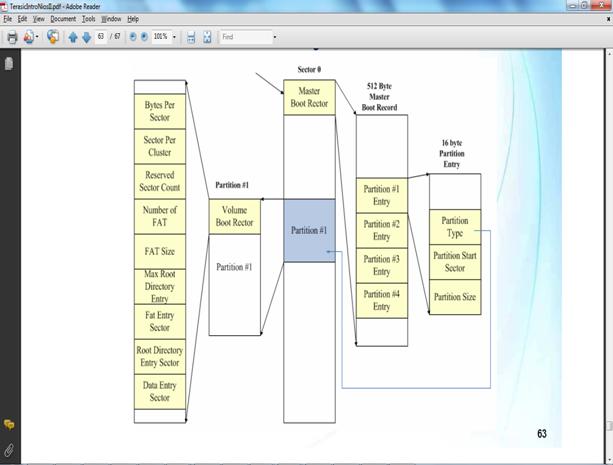 TerasicIntroNiosII.pdf - Adobe Reader
File Edit View Document Tools Window Help
63 / 67 101% Find
Sector 0
Master
Boot Rector
512 Byte
Master
Boot Record
16 byte
Partition
Entry
Bytes Per
Sector
Sector Per
Cluster
Reserved
Sector Count
Number of
FAT
FAT Size
Max Root
Directory
Entry
Fat Entry
Sector
Root Directory
Entry Sector
Data Entry
Sector
Partition #1
Volume
Boot Rector
Partition #1
Partition #1
Partition #1
Entry
Partition #2
Entry
Partition #3
Entry
Partition #4
Entry
Partition
Type
Partition Start
Sector
Partition Size
63